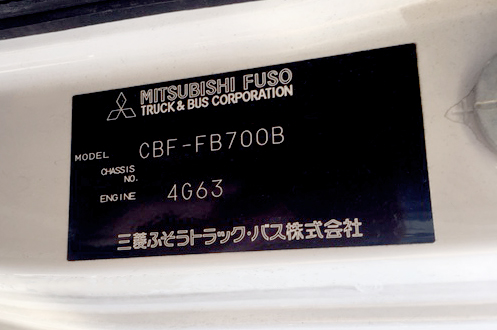 MITSUBISHI FUSO
TRUCK & BUS CORPORATION
MODEL CBF-FB700B
CHASSIS NO.
ENGINE 4G63
三菱ふそうトラック・バス株式会社